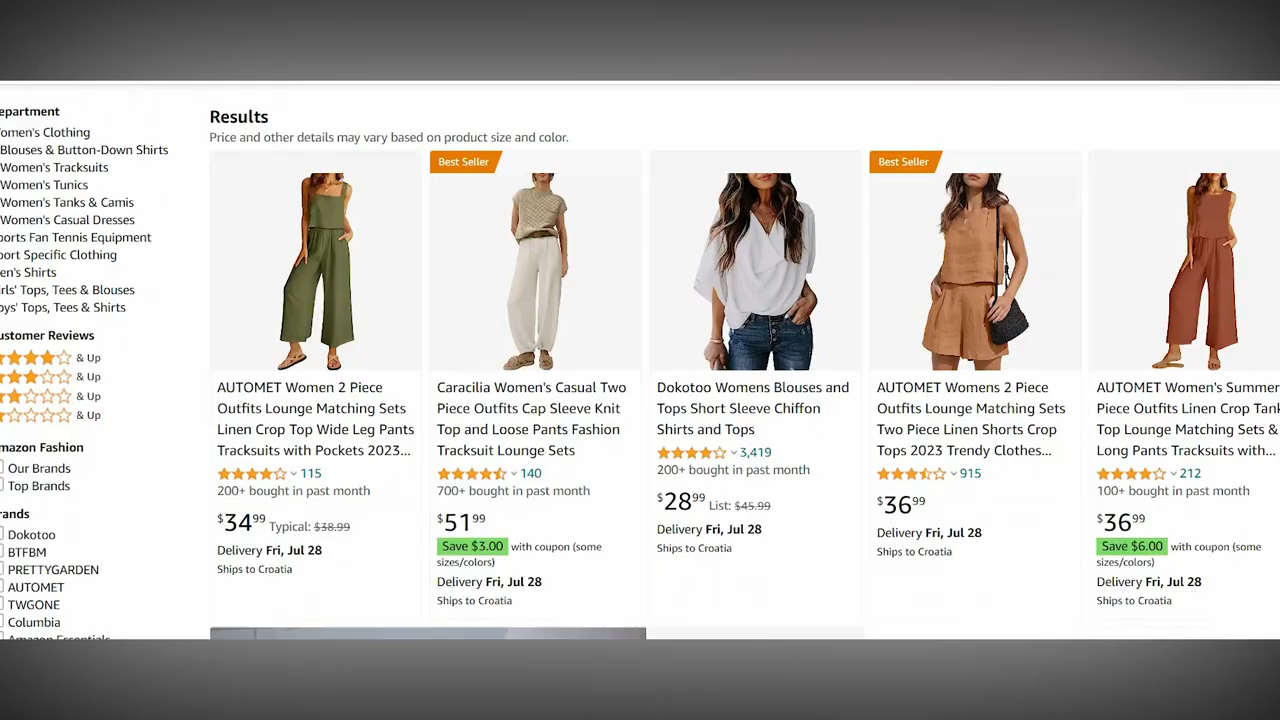 epartment
omen's Clothing
Blouses & Button-Down Shirts
Women's Tracksuits
Women's Tunics
Women's Tanks & Camis
Women's Casual Dresses
ports Fan Tennis Equipment
port Specific Clothing
en's Shirts
irls' Tops, Tees & Blouses
oys' Tops, Tees & Shirts
ustomer Reviews
& Up
& Up
& Up
& Up
mazon Fashion
Our Brands
Top Brands
rands
Dokotoo
BTFBM
PRETTYGARDEN
AUTOMET
TWGONE
Columbia
Amazon Essentials
Results
Price and other details may vary based on product size and color.
AUTOMET Women 2 Piece
Outfits Lounge Matching Sets
Linen Crop Top Wide Leg Pants
Tracksuits with Pockets 2023...
115
200+ bought in past month
$34.99 Typical: $38.99
Delivery Fri, Jul 28
Ships to Croatia
Best Seller
Caracilia Women's Casual Two
Piece Outfits Cap Sleeve Knit
Top and Loose Pants Fashion
Tracksuit Lounge Sets
140
700+ bought in past month
$51.99
Save $3.00 with coupon (some
sizes/colors)
Delivery Fri, Jul 28
Ships to Croatia
Dokotoo Womens Blouses and
Tops Short Sleeve Chiffon
Shirts and Tops
3,419
200+ bought in past month
$28.99 List: $45.99
Delivery Fri, Jul 28
Ships to Croatia
Best Seller
AUTOMET Womens 2 Piece
Outfits Lounge Matching Sets
Two Piece Linen Shorts Crop
Tops 2023 Trendy Clothes...
915
$36.99
Delivery Fri, Jul 28
Ships to Croatia
AUTOMET Women's Summer
Piece Outfits Linen Crop Tan
Top Lounge Matching Sets &
Long Pants Tracksuits with...
212
100+ bought in past month
$36.99
Save $6.00 with coupon (some
sizes/colors)
Delivery Fri, Jul 28
Ships to Croatia